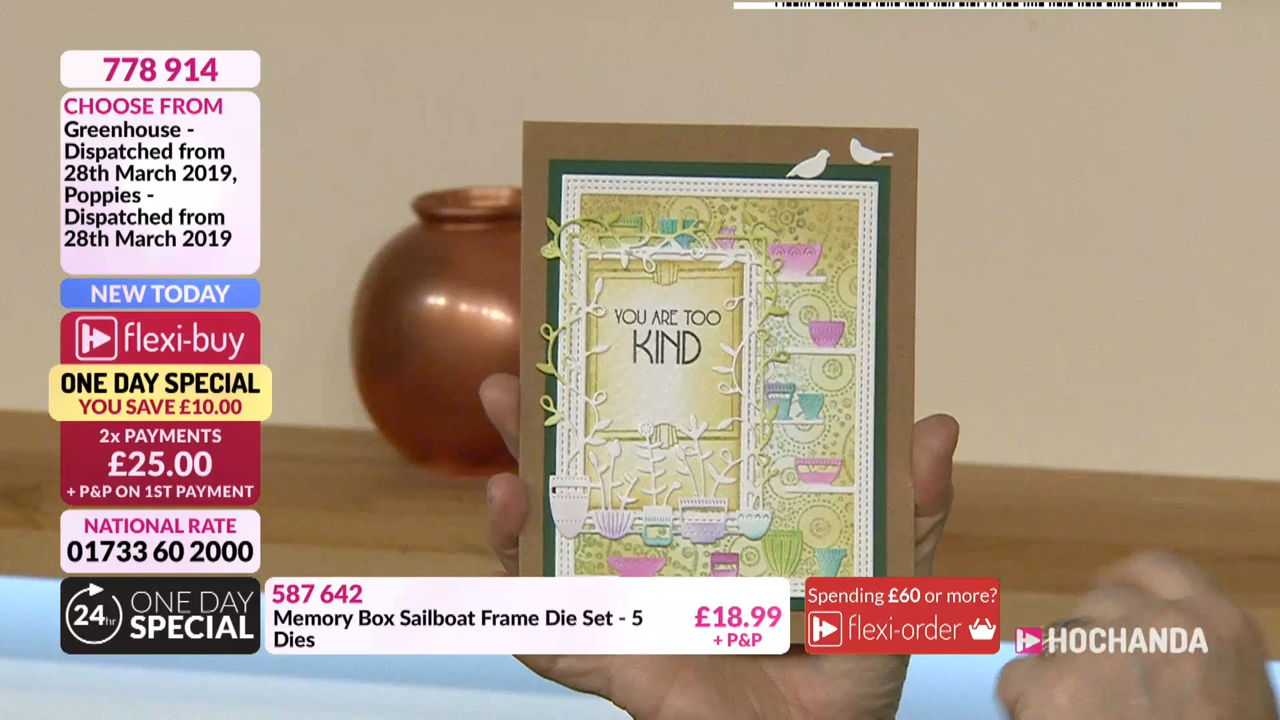 778 914
CHOOSE FROM
Greenhouse -
Dispatched from
28th March 2019,
Poppies -
Dispatched from
28th March 2019
NEW TODAY
flexi-buy
ONE DAY SPECIAL
YOU SAVE £10.00
2x PAYMENTS
£25.00
+ P&P ON 1ST PAYMENT
NATIONAL RATE
01733 60 2000
24hr ONE DAY
SPECIAL
YOU ARE TOO
KIND
587 642
Memory Box Sailboat Frame Die Set - 5
Dies
£18.99
+ P&P
Spending £60 or more?
flexi-order
HOCHANDA